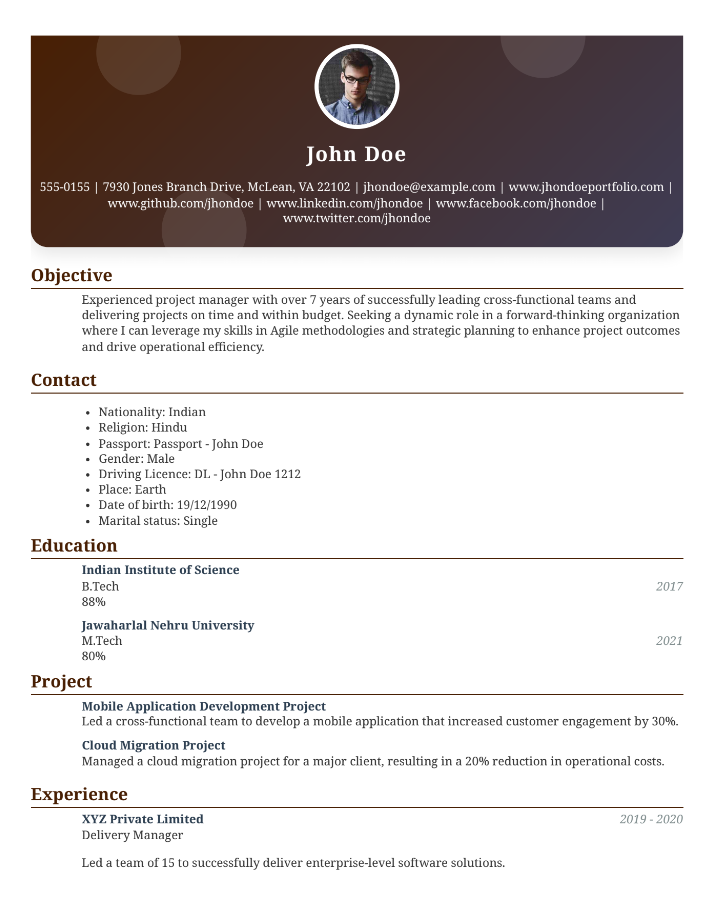 John Doe
555-0155 | 7930 Jones Branch Drive, McLean, VA 22102 | jhondoe@example.com | www.jhondoeportfolio.com |
www.github.com/jhondoe | www.linkedin.com/jhondoe | www.facebook.com/jhondoe |
www.twitter.com/jhondoe
Objective
Experienced project manager with over 7 years of successfully leading cross-functional teams and
delivering projects on time and within budget. Seeking a dynamic role in a forward-thinking organization
where I can leverage my skills in Agile methodologies and strategic planning to enhance project outcomes
and drive operational efficiency.
Contact
• Nationality: Indian
• Religion: Hindu
• Passport: Passport - John Doe
• Gender: Male
• Driving Licence: DL - John Doe 1212
• Place: Earth
• Date of birth: 19/12/1990
• Marital status: Single
Education
Indian Institute of Science
B.Tech 2017
88%
Jawaharlal Nehru University
M.Tech 2021
80%
Project
Mobile Application Development Project
Led a cross-functional team to develop a mobile application that increased customer engagement by 30%.
Cloud Migration Project
Managed a cloud migration project for a major client, resulting in a 20% reduction in operational costs.
Experience
XYZ Private Limited 2019 - 2020
Delivery Manager
Led a team of 15 to successfully deliver enterprise-level software solutions.